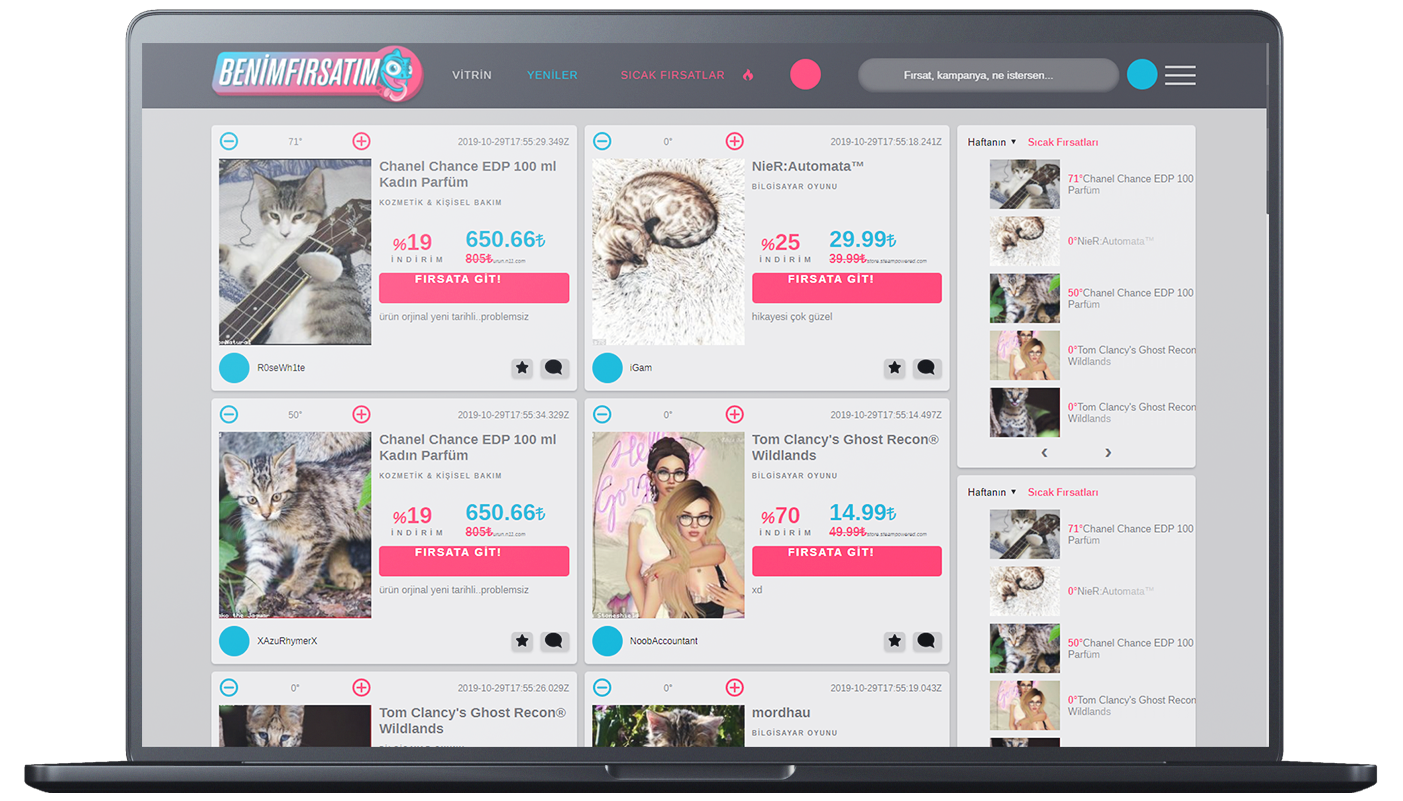 BENİMFIRSATIM
VİTRİN
YENİLER
SICAK FIRSATLAR
Fırsat, kampanya, ne istersen...
71°
2019-10-29T17:55:29.349Z
Chanel Chance EDP 100 ml
Kadın Parfüm
KOZMETİK & KİŞİSEL BAKIM
%19
650.66₺
İNDİRİM
805₺urun.n11.com
FIRSATA GİT!
ürün orjinal yeni tarihli..problemsiz
R0seWh1te
0°
2019-10-29T17:55:18.241Z
NieR:Automata™
BİLGİSAYAR OYUNU
%25
29.99₺
İNDİRİM
39.99₺store.steampowered.com
FIRSATA GİT!
hikayesi çok güzel
iGam
50°
2019-10-29T17:55:34.329Z
Chanel Chance EDP 100 ml
Kadın Parfüm
KOZMETİK & KİŞİSEL BAKIM
%19
650.66₺
İNDİRİM
805₺urun.n11.com
FIRSATA GİT!
ürün orjinal yeni tarihli..problemsiz
XAzuRhymerX
0°
2019-10-29T17:55:14.497Z
Tom Clancy's Ghost Recon®
Wildlands
BİLGİSAYAR OYUNU
%70
14.99₺
İNDİRİM
49.99₺store.steampowered.com
FIRSATA GİT!
xd
NoobAccountant
0°
2019-10-29T17:55:26.029Z
Tom Clancy's Ghost Recon®
Wildlands
0°
2019-10-29T17:55:19.043Z
mordhau
BİLGİSAYAR OYUNU
Haftanın ▼ Sıcak Fırsatları
71°Chanel Chance EDP 100
Parfüm
0°NieR:Automata™
50°Chanel Chance EDP 100
Parfüm
0°Tom Clancy's Ghost Recon
Wildlands
0°Tom Clancy's Ghost Recon
Wildlands
Haftanın ▼ Sıcak Fırsatları
71°Chanel Chance EDP 100
Parfüm
0°NieR:Automata™
50°Chanel Chance EDP 100
Parfüm
0°Tom Clancy's Ghost Recon
Wildlands